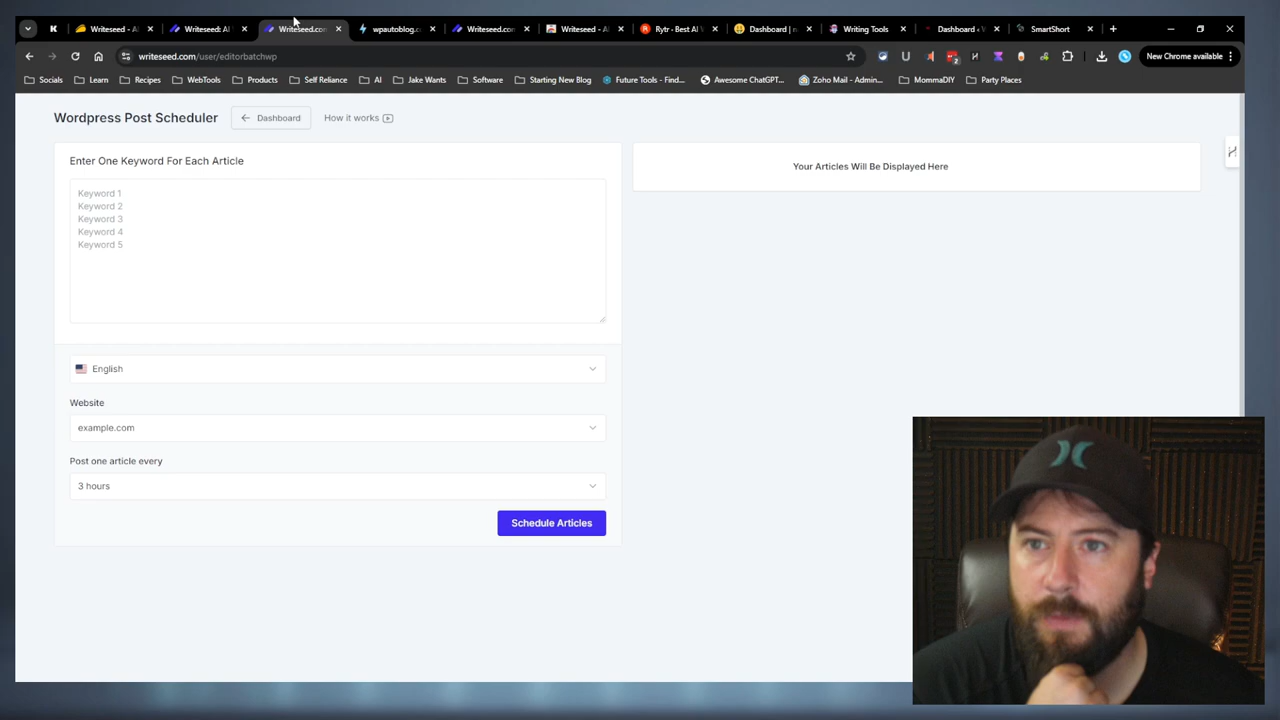 K
Writeseed - AI
Writeseed: AI
Writeseed.com
wpautoblog.c
Writeseed.com
Writeseed - AI
Rytr - Best AI W
Dashboard | n
Writing Tools
Dashboard ‹ W
SmartShort
writeseed.com/user/editorbatchwp
New Chrome available
Socials
Learn
Recipes
WebTools
Products
Self Reliance
AI
Jake Wants
Software
Starting New Blog
Future Tools - Find...
Awesome ChatGPT...
Zoho Mail - Admin...
MommaDIY
Party Places
Wordpress Post Scheduler
Dashboard
How it works
Enter One Keyword For Each Article
Keyword 1
Keyword 2
Keyword 3
Keyword 4
Keyword 5
English
Website
example.com
Post one article every
3 hours
Schedule Articles
Your Articles Will Be Displayed Here